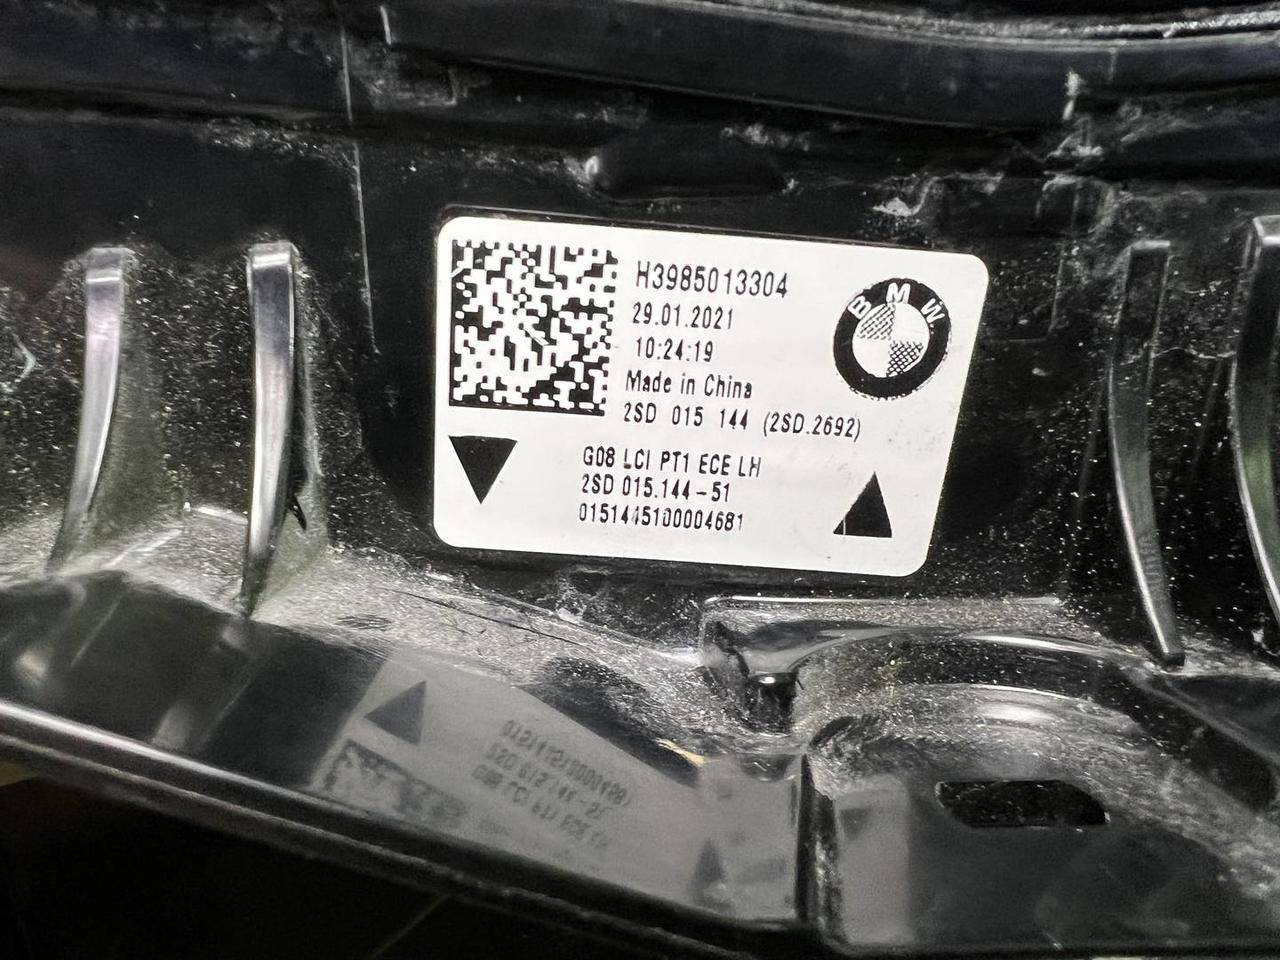 H3985013304
29.01.2021
10:24:19
Made in China
2SD 015 144 (2SD.2692)
BMW
G08 LCI PT1 ECE LH
2SD 015.144-51
0151445100004681